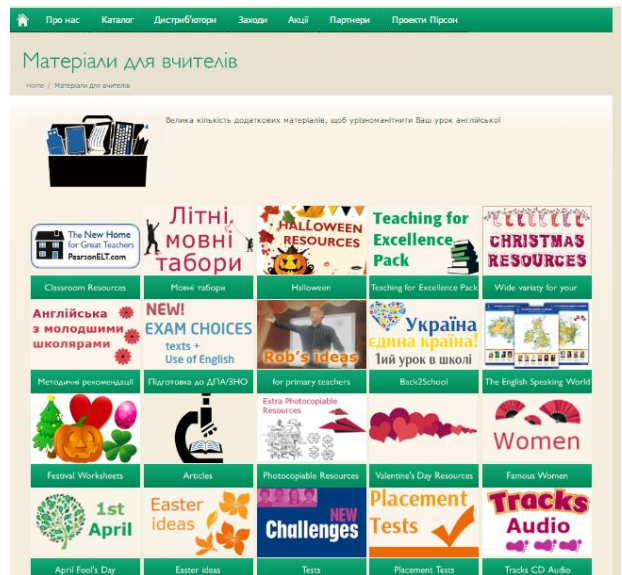 Про нас Каталог Дистриб'ютори Заходи Акції Партнери Проекти Пірсон
Матеріали для вчителів
Home / Матеріали для вчителів
Велика кількість додаткових матеріалів, щоб урізноманітнити Ваш урок англійської
The New Home
for Great Teachers
PearsonELT.com
Classroom Resources
Літні
мовні
табори
Мовні табори
HALLOWEEN
RESOURCES
Halloween
Teaching for
Excellence
Pack
Teaching for Excellence Pack
CHRISTMAS
RESOURCES
Wide variaty for your
Англійська
з молодшими
школярами
Методичні рекомендації
NEW!
EXAM CHOICES
texts +
Use of English
Підготовка до ДПА/ЗНО
Rob's ideas
for primary teachers
Україна
єдина країна!
1ий урок в школі
Back2School
The English Speaking World
Festival Worksheets
Articles
Extra Photocopiable
Resources
Photocopiable Resources
Valentine's Day Resources
Women
Famous Women
1st
April
April Fool's Day
Easter
ideas
Easter ideas
NEW
Challenges
Tests
Placement
Tests
Placement Tests
Tracks
Audio
Tracks CD Audio